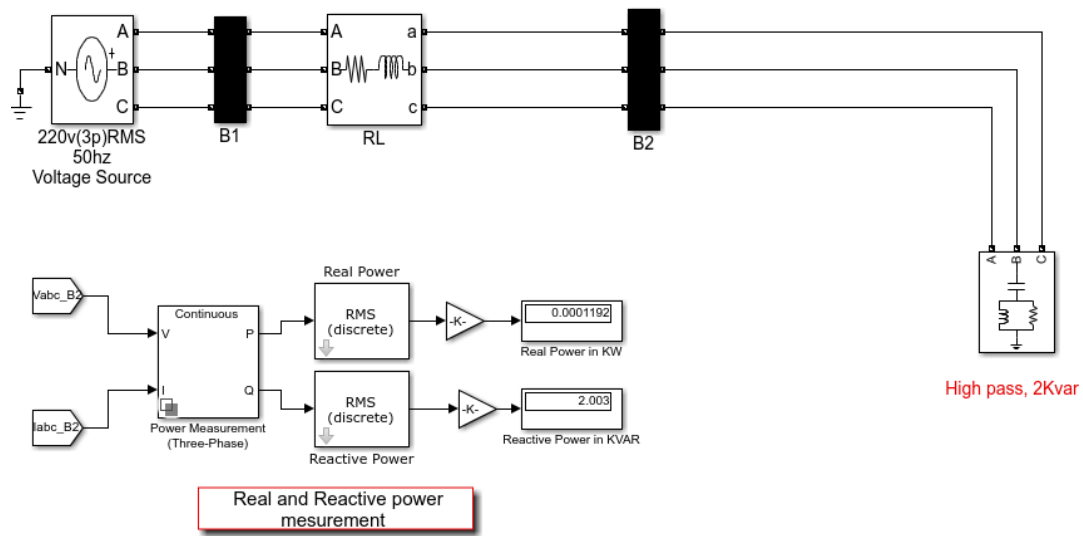 A
N
B
C
220v(3p)RMS
50hz
Voltage Source
B1
A
B
C
a
b
c
RL
B2
A
B
C
High pass, 2Kvar
Vabc_B2
Iabc_B2
Continuous
V
I
P
Q
Power Measurement
(Three-Phase)
Real Power
RMS
(discrete)
-K-
0.0001192
Real Power in KW
RMS
(discrete)
Reactive Power
-K-
2.003
Reactive Power in KVAR
Real and Reactive power
mesurement